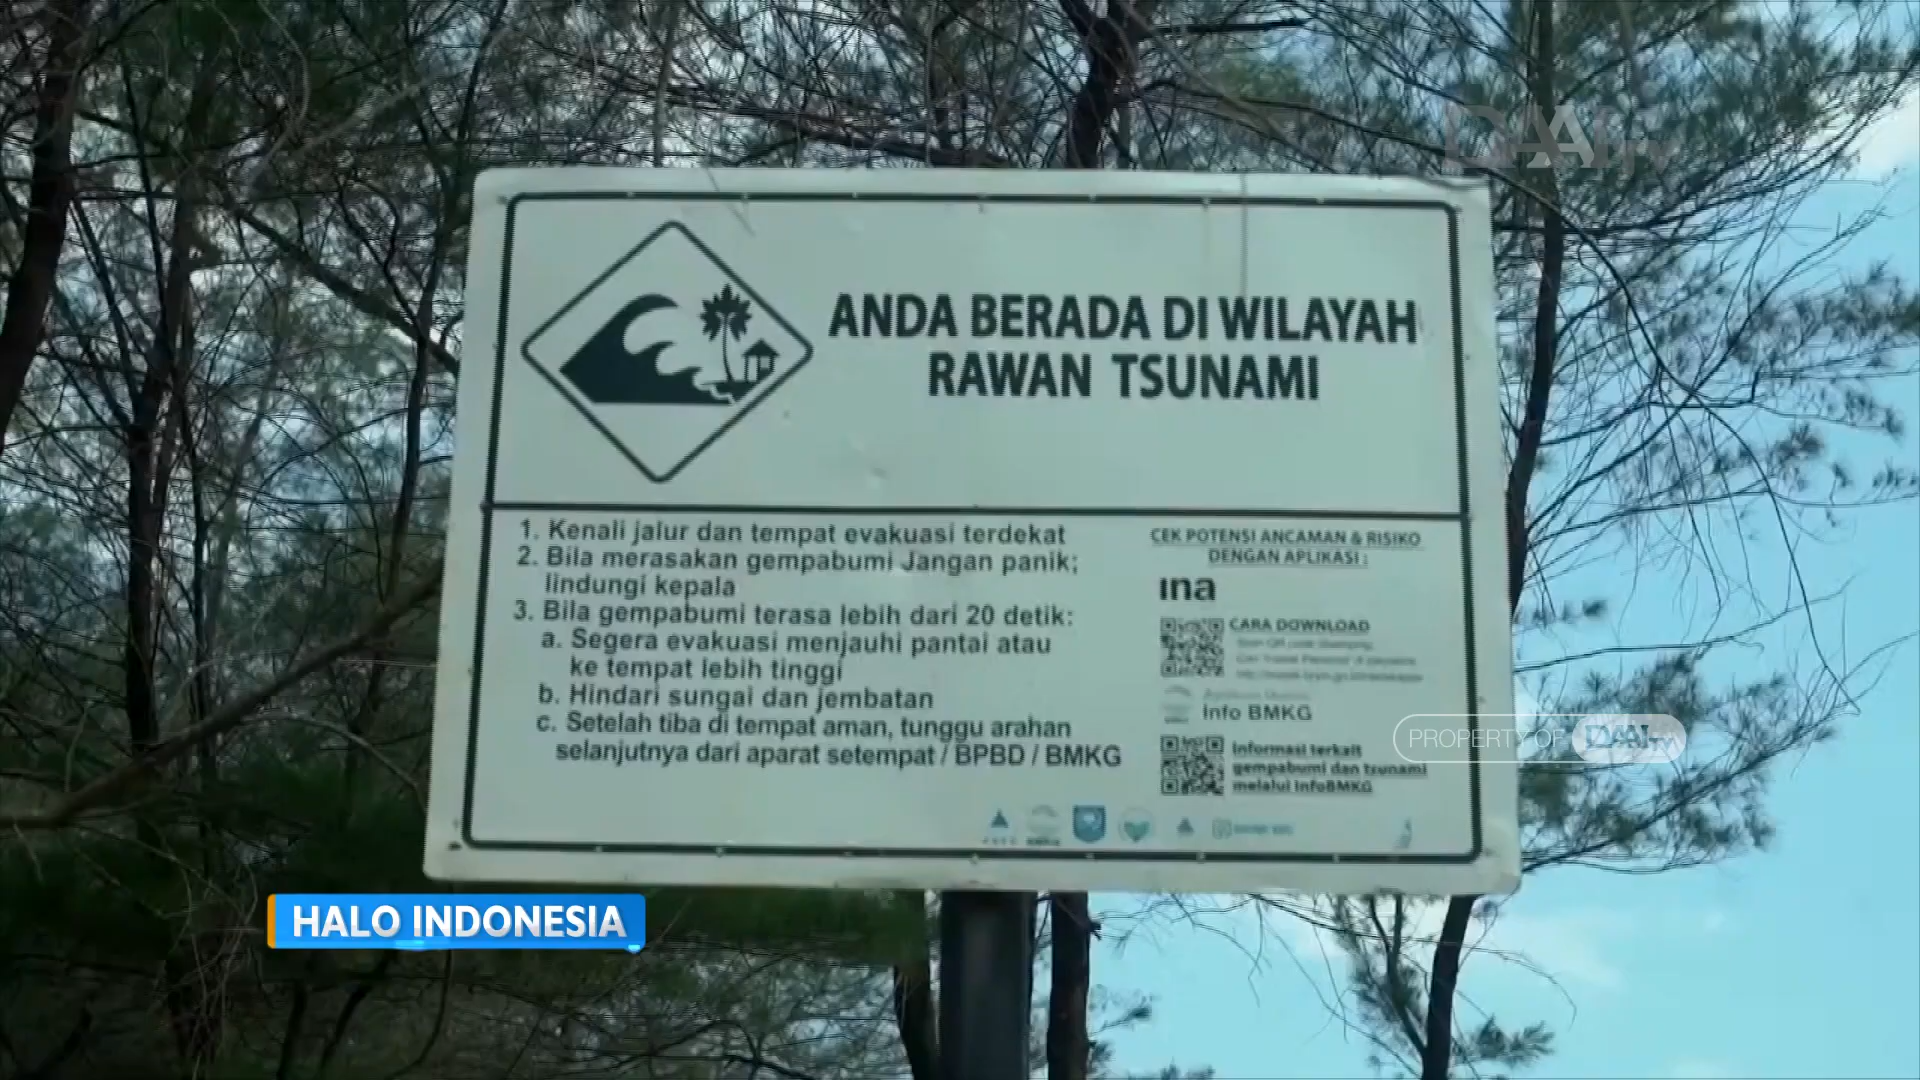 DAAI TV
ANDA BERADA DI WILAYAH
RAWAN TSUNAMI
1. Kenali jalur dan tempat evakuasi terdekat
2. Bila merasakan gempabumi Jangan panik;
lindungi kepala
3. Bila gempabumi terasa lebih dari 20 detik:
a. Segera evakuasi menjauhi pantai atau
ke tempat lebih tinggi
b. Hindari sungai dan jembatan
c. Setelah tiba di tempat aman, tunggu arahan
selanjutnya dari aparat setempat / BPBD / BMKG
CEK POTENSI ANCAMAN & RISIKO
DENGAN APLIKASI :
ina
CARA DOWNLOAD
Info BMKG
Informasi terkait
gempabumi dan tsunami
melalui InfoBMKG
PROPERTY OF DAAI TV
HALO INDONESIA